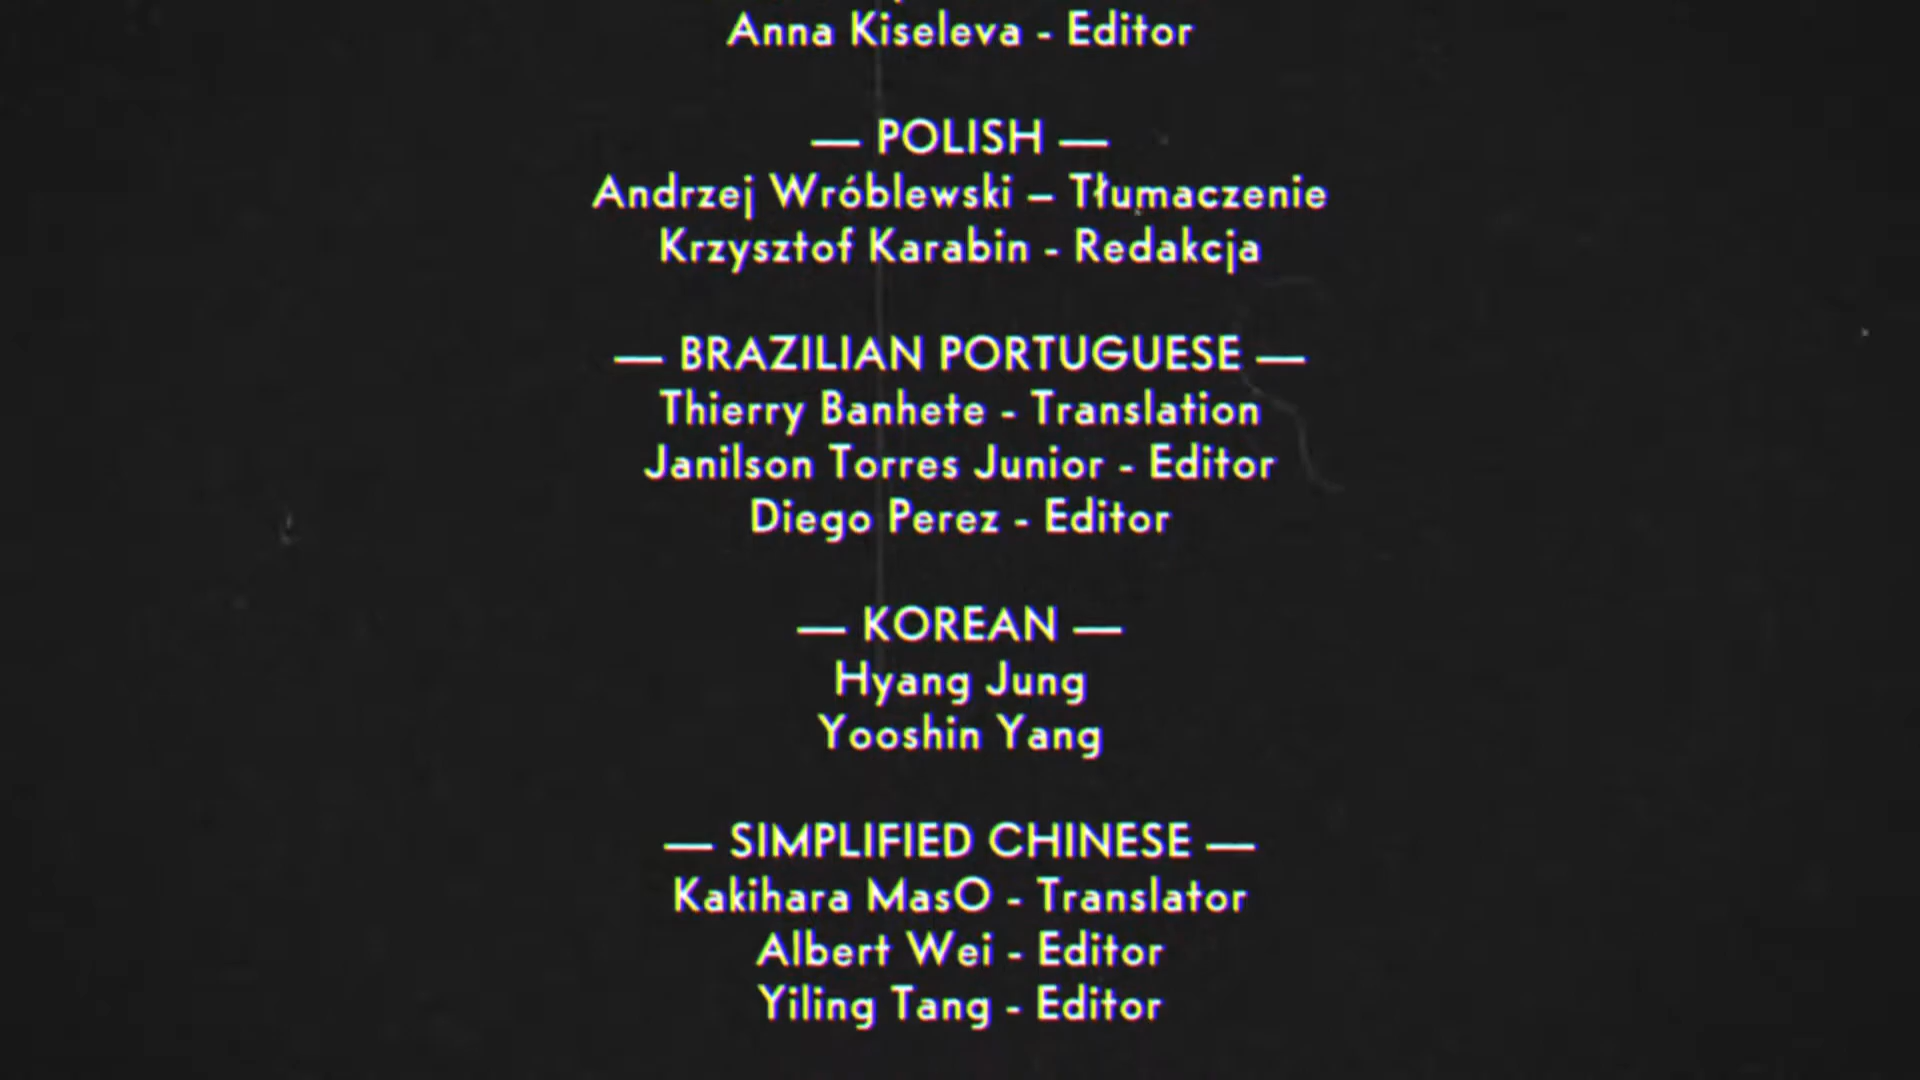 Anna Kiseleva - Editor
— POLISH —
Andrzej Wróblewski – Tłumaczenie
Krzysztof Karabin - Redakcja
— BRAZILIAN PORTUGUESE —
Thierry Banhete - Translation
Janilson Torres Junior - Editor
Diego Perez - Editor
— KOREAN —
Hyang Jung
Yooshin Yang
— SIMPLIFIED CHINESE —
Kakihara MasO - Translator
Albert Wei - Editor
Yiling Tang - Editor